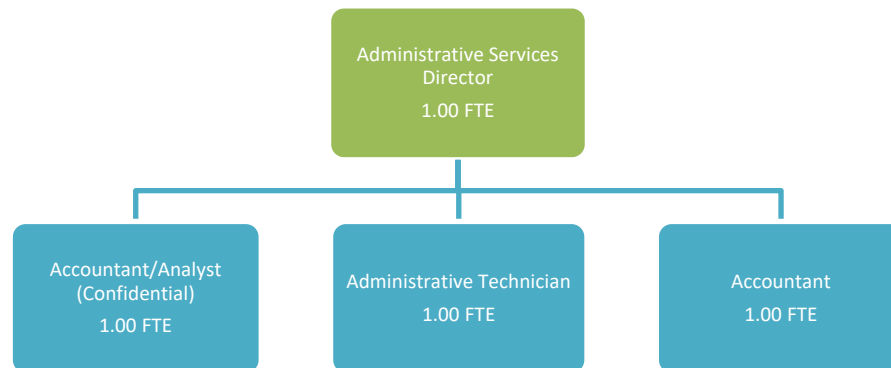 Administrative Services
Director
1.00 FTE
Accountant/Analyst
(Confidential)
1.00 FTE
Administrative Technician
1.00 FTE
Accountant
1.00 FTE